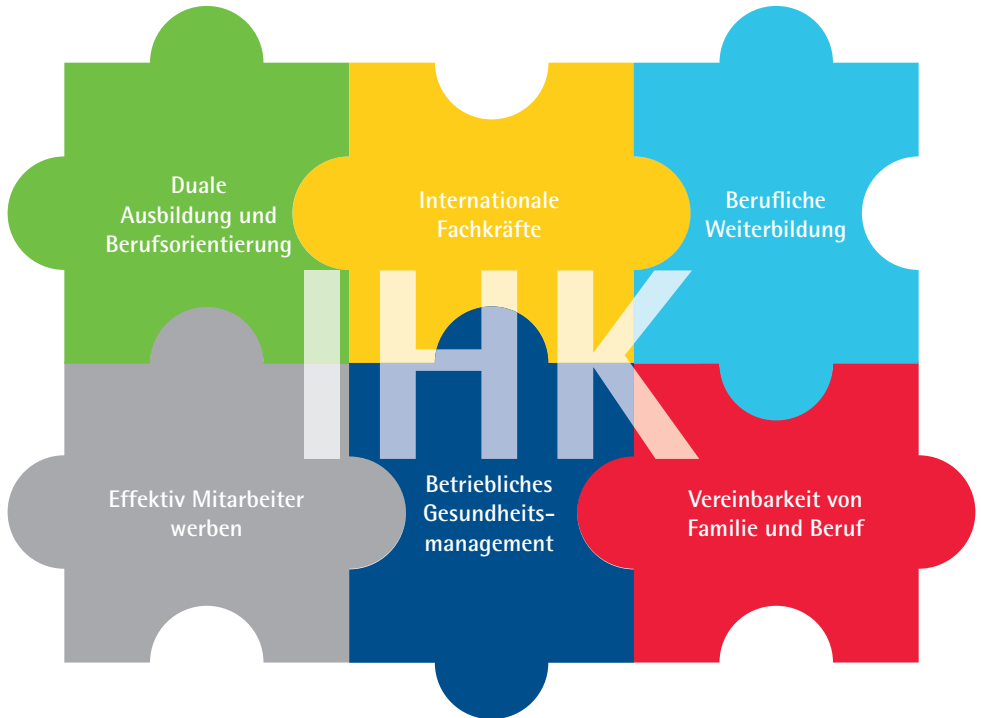 Duale
Ausbildung und
Berufsorientierung
Internationale
Fachkräfte
Berufliche
Weiterbildung
IHK
Effektiv Mitarbeiter
werben
Betriebliches
Gesundheits-
management
Vereinbarkeit von
Familie und Beruf